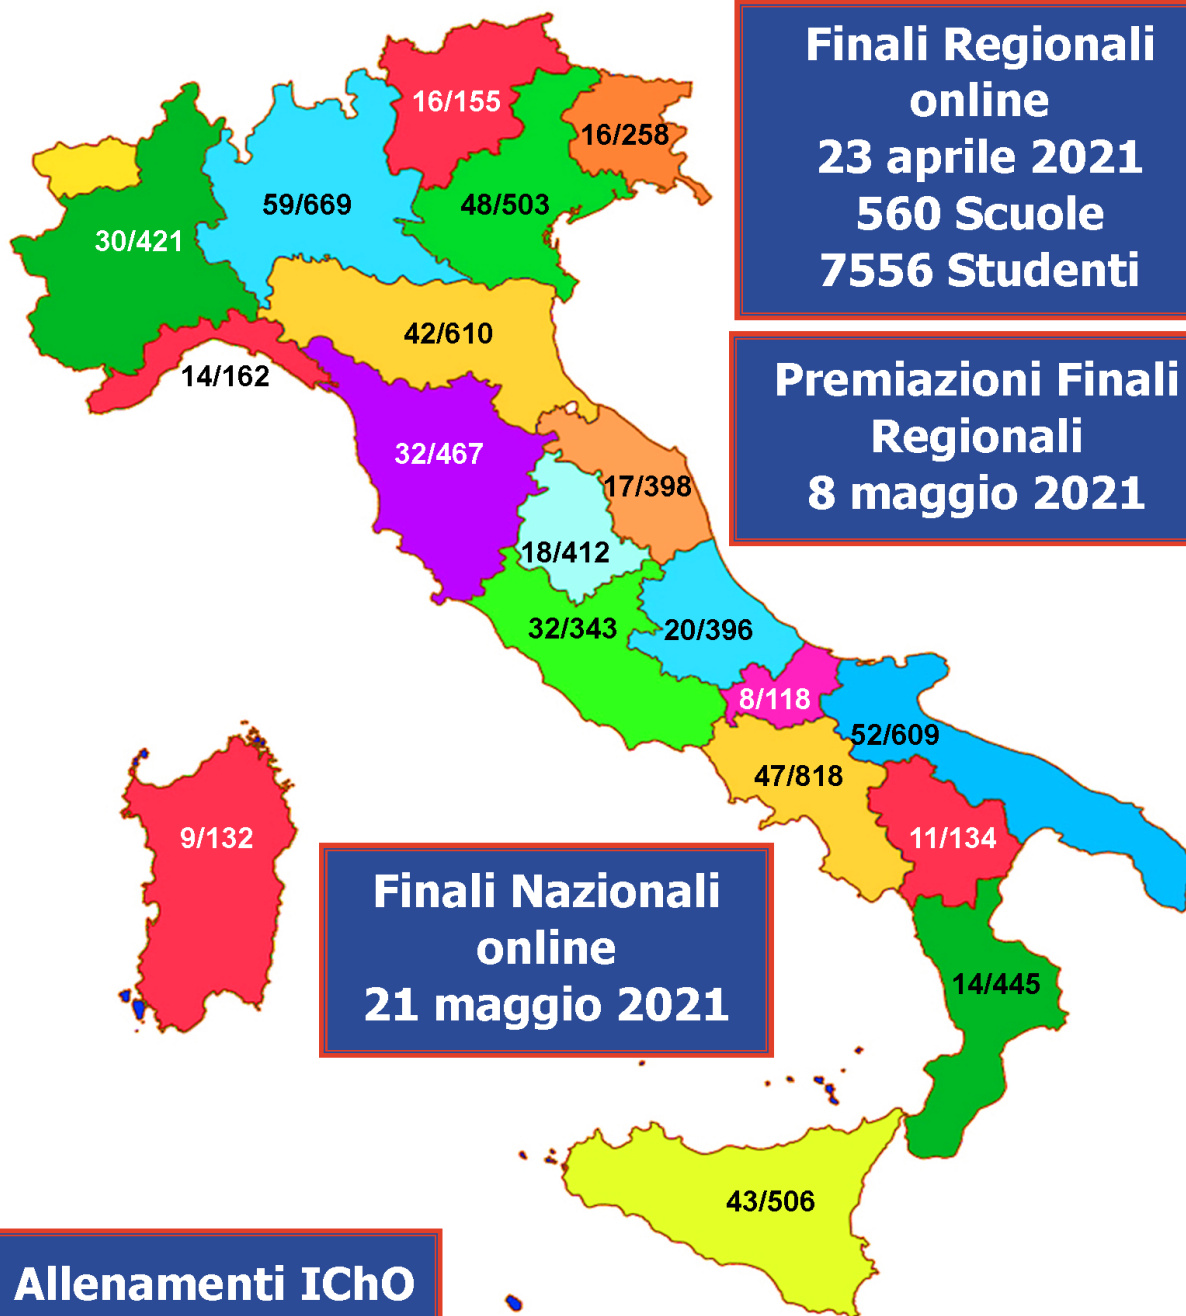 Finali Regionali
online
23 aprile 2021
560 Scuole
7556 Studenti
Premiazioni Finali
Regionali
8 maggio 2021
16/155
16/258
59/669
48/503
30/421
42/610
14/162
32/467
17/398
18/412
32/343
20/396
8/118
52/609
47/818
11/134
9/132
Finali Nazionali
online
21 maggio 2021
14/445
43/506
Allenamenti IChO